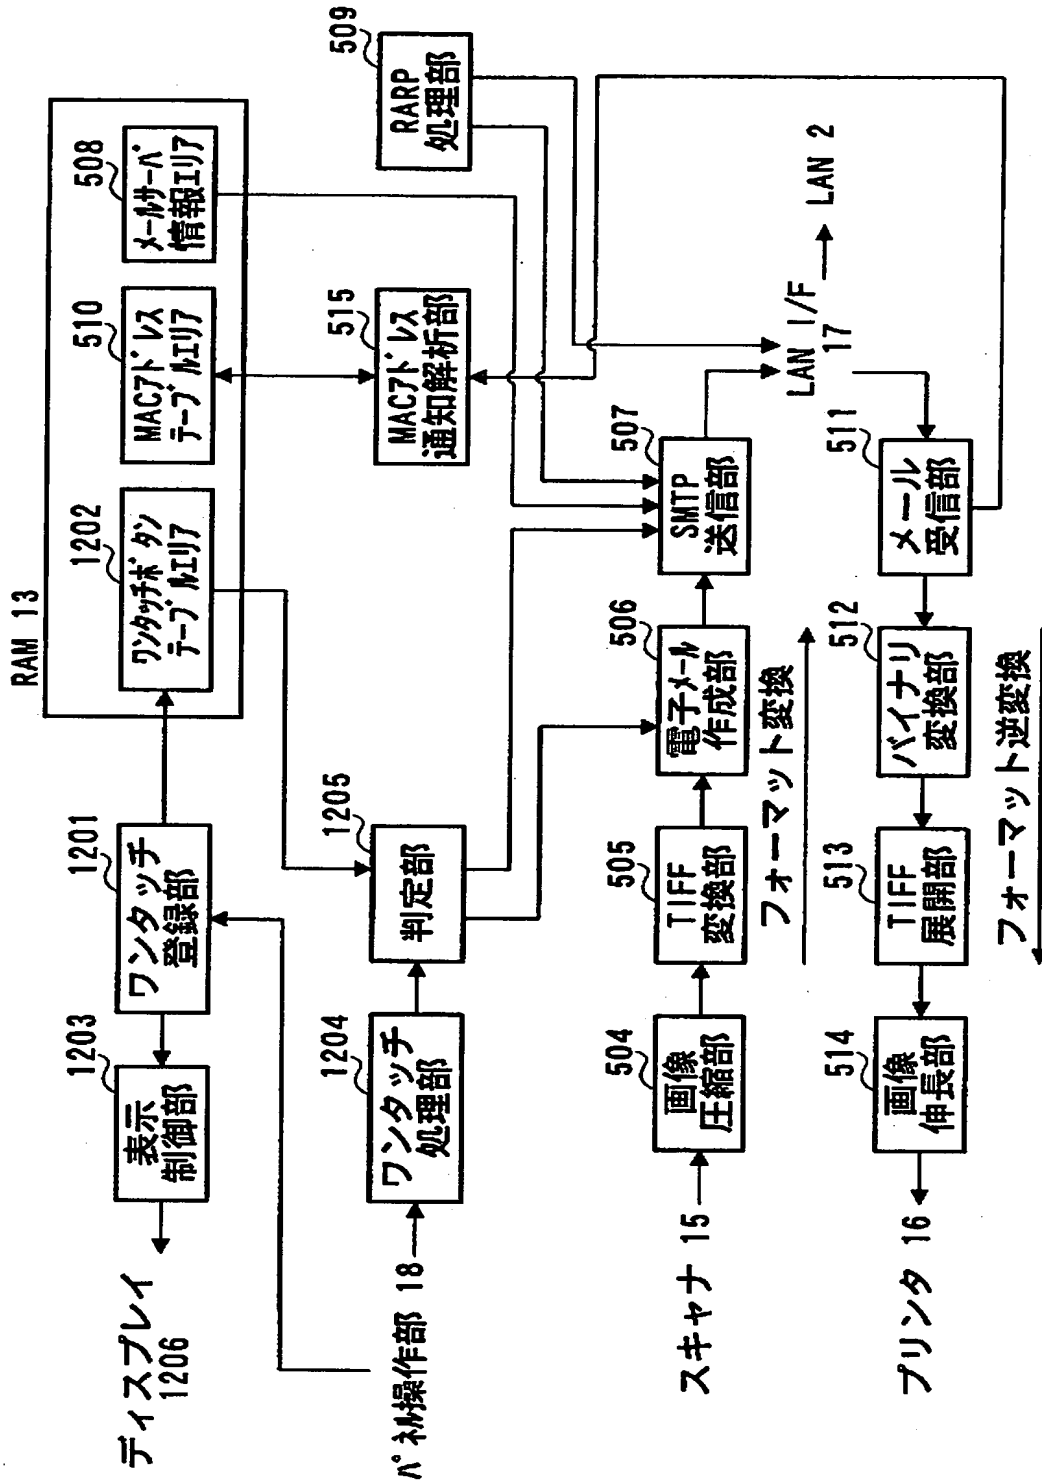 RAM 13
ディスプレイ
1206
1203
表示
制御部
1201
ワンタッチ
登録部
1202
ワンタッチボタン
テーブルエリア
510
MACアドレス
テーブルエリア
508
メールサーバ
情報エリア
パネル操作部 18
1204
ワンタッチ
処理部
1205
判定部
515
MACアドレス
通知解析部
509
RARP
処理部
スキャナ 15
504
画像
圧縮部
505
TIFF
変換部
506
電子メール
作成部
507
SMTP
送信部
フォーマット変換
LAN I/F
17
LAN 2
プリンタ 16
514
画像
伸長部
513
TIFF
展開部
512
バイナリ
変換部
511
メール
受信部
フォーマット逆変換